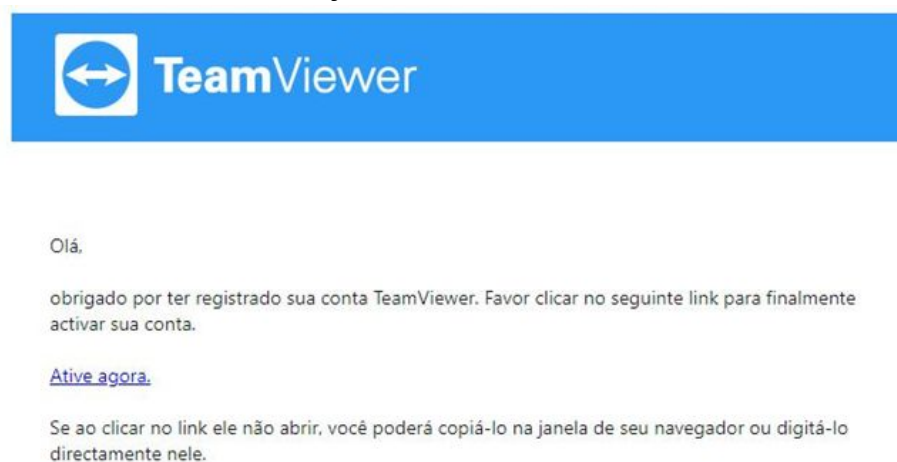 TeamViewer
Olá,
obrigado por ter registrado sua conta TeamViewer. Favor clicar no seguinte link para finalmente
activar sua conta.
Ative agora.
Se ao clicar no link ele não abrir, você poderá copiá-lo na janela de seu navegador ou digitá-lo
directamente nele.